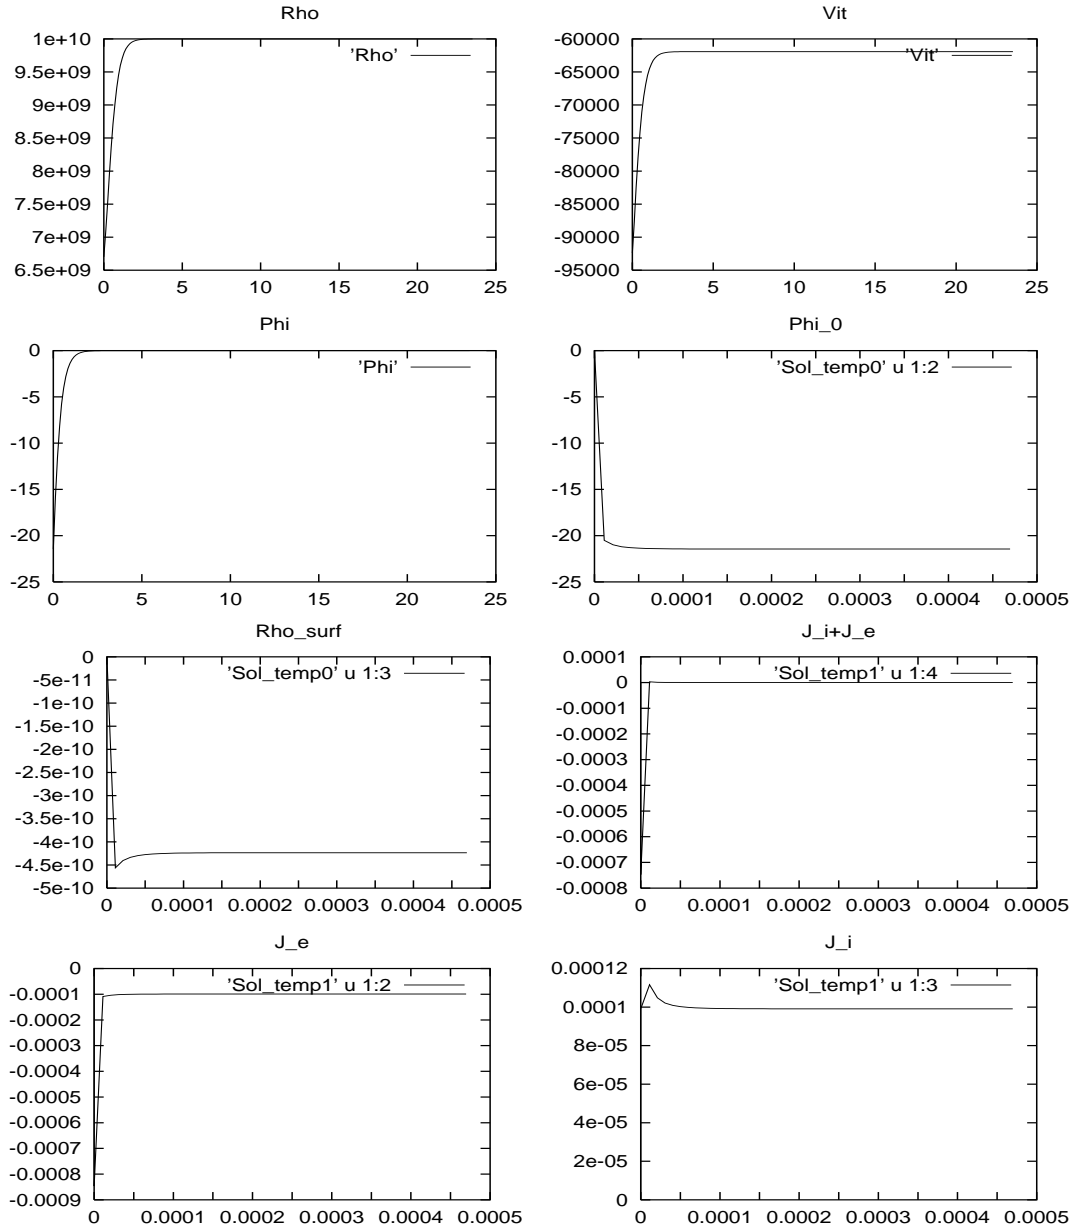 Rho
1e+10
9.5e+09
9e+09
8.5e+09
8e+09
7.5e+09
7e+09
6.5e+09
'Rho'
0 5 10 15 20 25
Vit
-60000
-65000
-70000
-75000
-80000
-85000
-90000
-95000
'Vit'
0 5 10 15 20 25
Phi
0
-5
-10
-15
-20
-25
'Phi'
0 5 10 15 20 25
Phi_0
0
-5
-10
-15
-20
-25
'Sol_temp0' u 1:2
0 0.0001 0.0002 0.0003 0.0004 0.0005
Rho_surf
0
-5e-11
-1e-10
-1.5e-10
-2e-10
-2.5e-10
-3e-10
-3.5e-10
-4e-10
-4.5e-10
-5e-10
'Sol_temp0' u 1:3
0 0.0001 0.0002 0.0003 0.0004 0.0005
J_i+J_e
0.0001
0
-0.0001
-0.0002
-0.0003
-0.0004
-0.0005
-0.0006
-0.0007
-0.0008
'Sol_temp1' u 1:4
0 0.0001 0.0002 0.0003 0.0004 0.0005
J_e
0
-0.0001
-0.0002
-0.0003
-0.0004
-0.0005
-0.0006
-0.0007
-0.0008
-0.0009
'Sol_temp1' u 1:2
0 0.0001 0.0002 0.0003 0.0004 0.0005
J_i
0.00012
0.0001
8e-05
6e-05
4e-05
2e-05
0
'Sol_temp1' u 1:3
0 0.0001 0.0002 0.0003 0.0004 0.0005